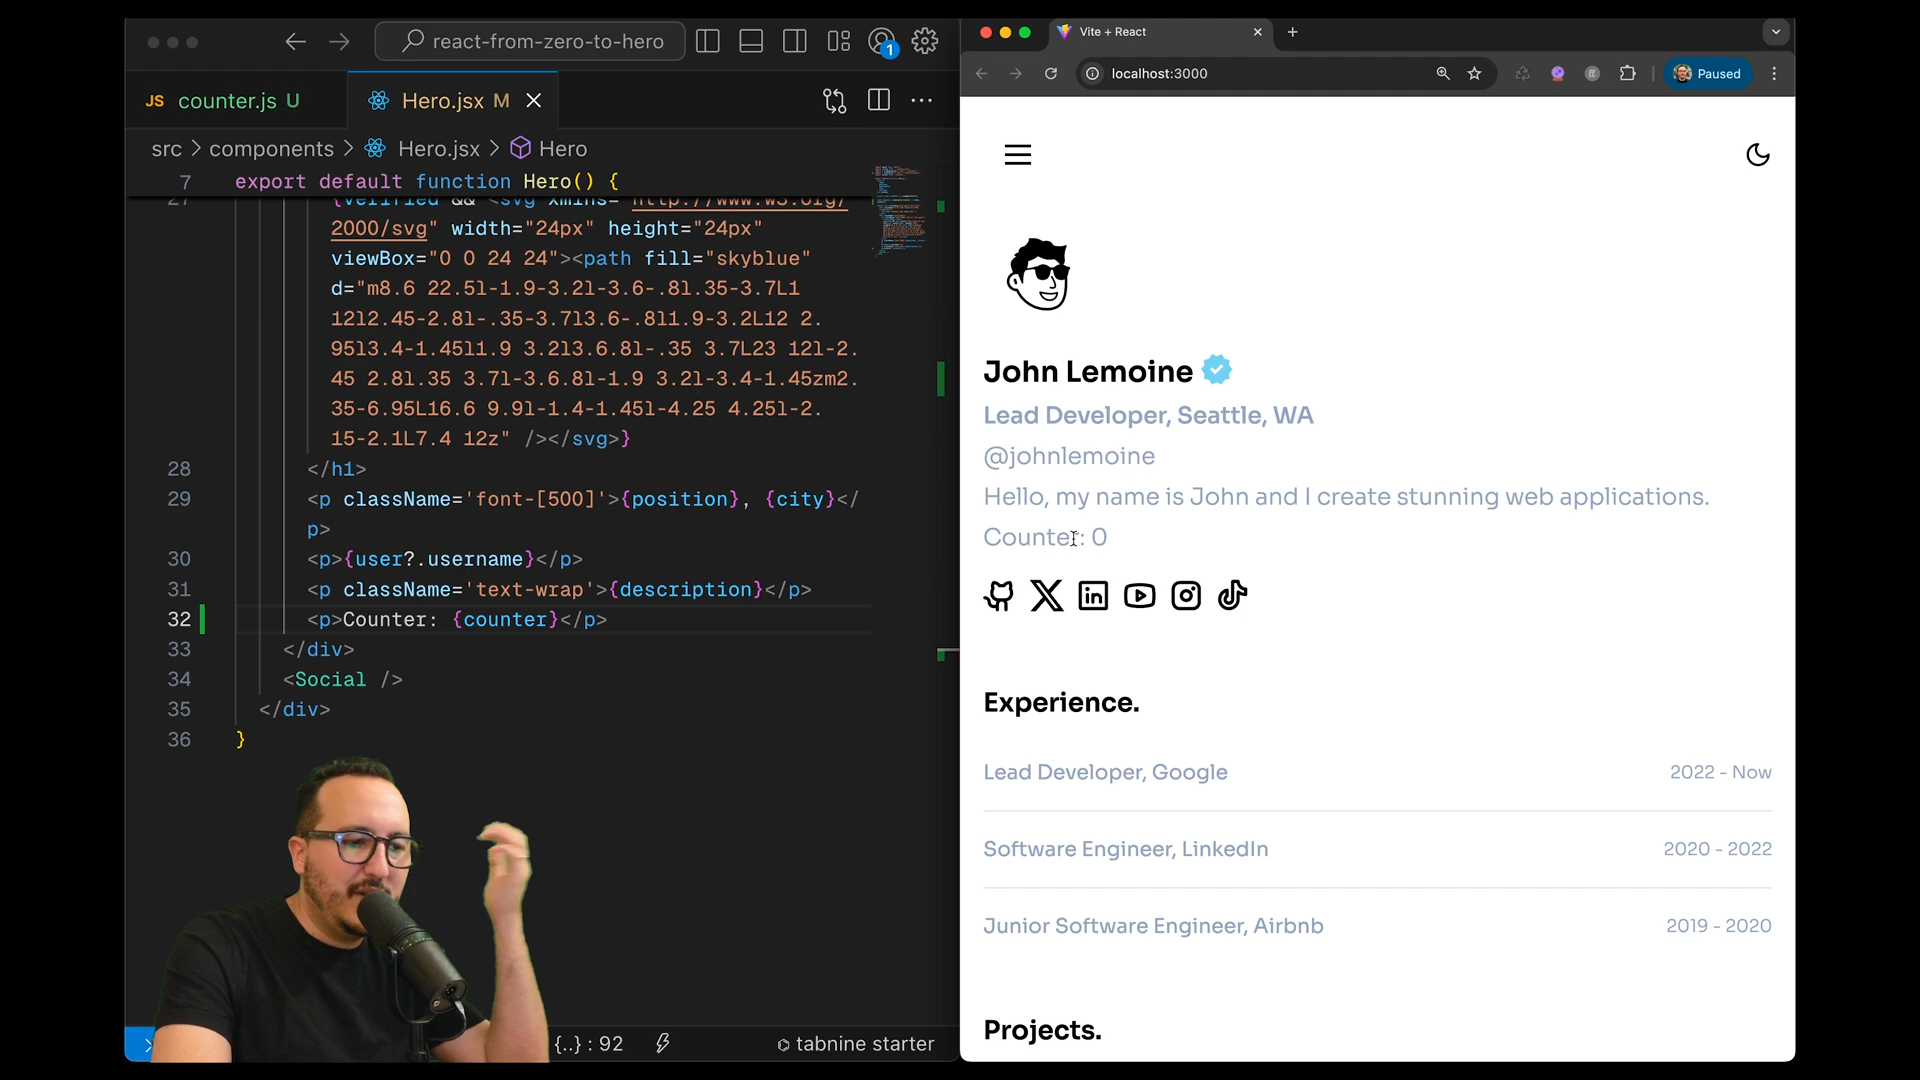 react-from-zero-to-hero
1
JS counter.js U
Hero.jsx M
src > components > Hero.jsx > Hero
7 export default function Hero() {
27 {verified && <svg xmlns="http://www.w3.org/
2000/svg" width="24px" height="24px"
viewBox="0 0 24 24"><path fill="skyblue"
d="m8.6 22.5l-1.9-3.2l-3.6-.8l.35-3.7L1
12l2.45-2.8l-.35-3.7l3.6-.8l1.9-3.2L12 2.
95l3.4-1.45l1.9 3.2l3.6.8l-.35 3.7L23 12l-2.
45 2.8l.35 3.7l-3.6.8l-1.9 3.2l-3.4-1.45zm2.
35-6.95L16.6 9.9l-1.4-1.45l-4.25 4.25l-2.
15-2.1L7.4 12z" /></svg>}
28 </h1>
29 <p className='font-[500]'>{position}, {city}</
p>
30 <p>{user?.username}</p>
31 <p className='text-wrap'>{description}</p>
32 <p>Counter: {counter}</p>
33 </div>
34 <Social />
35 </div>
36 }
{..} : 92
tabnine starter
Vite + React
localhost:3000
Paused
John Lemoine
Lead Developer, Seattle, WA
@johnlemoine
Hello, my name is John and I create stunning web applications.
Counter: 0
Experience.
Lead Developer, Google 2022 - Now
Software Engineer, LinkedIn 2020 - 2022
Junior Software Engineer, Airbnb 2019 - 2020
Projects.